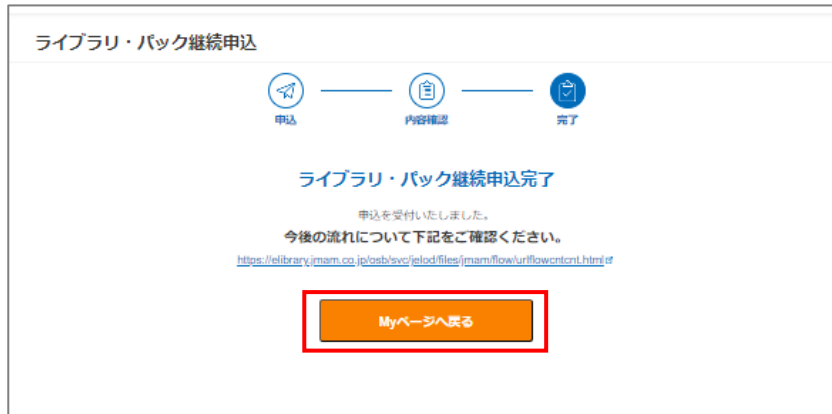 ライブラリ・パック継続申込
申込
内容確認
完了
ライブラリ・パック継続申込完了
申込を受付いたしました。
今後の流れについて下記をご確認ください。
https://elibrary.jmam.co.jp/osb/svc/jelod/files/jmam/flow/urlflowcntcnt.html
Myページへ戻る